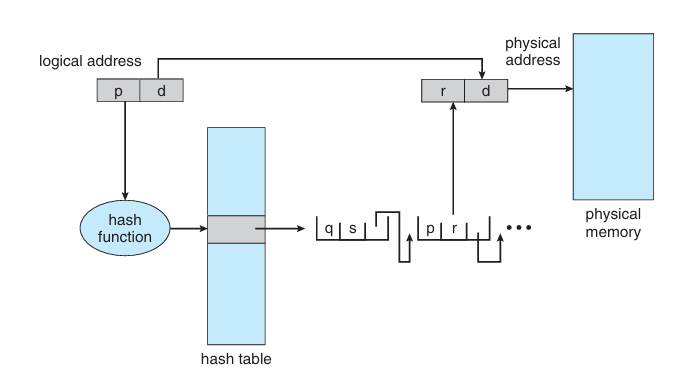 logical address
physical
address
p d
r d
hash
function
q s
p r
•••
physical
memory
hash table